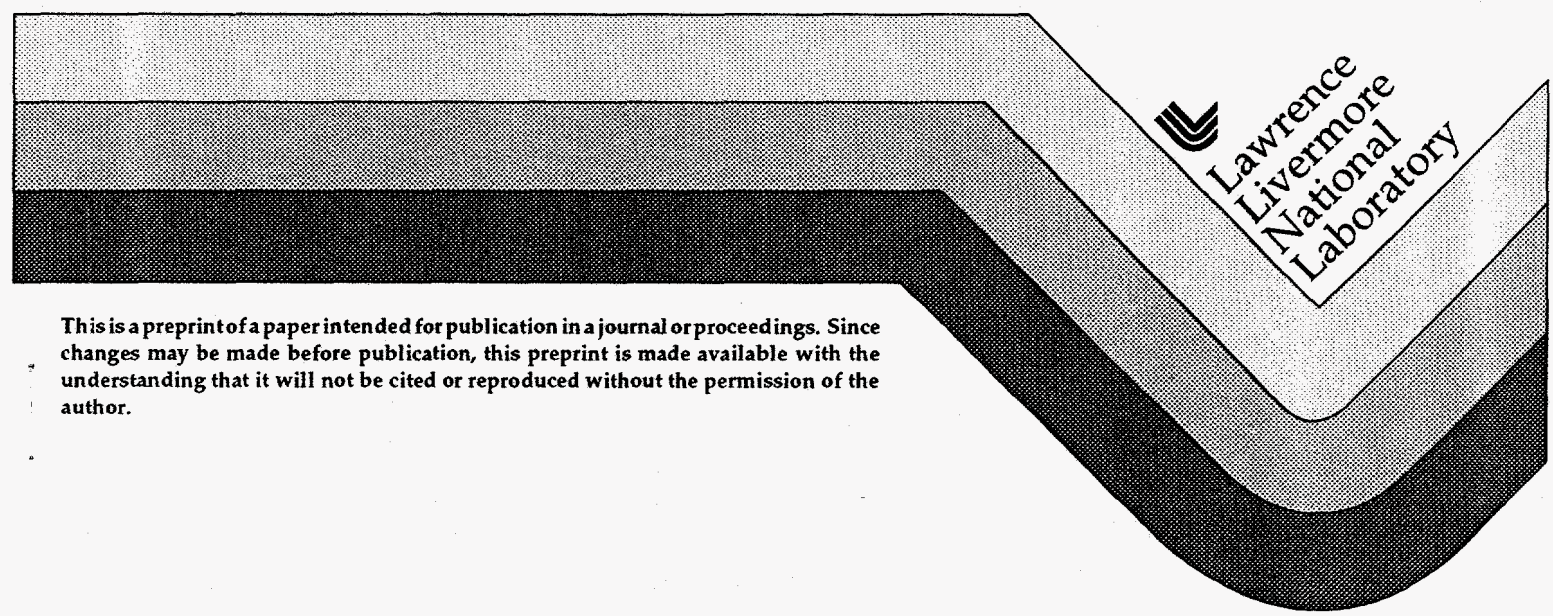 Lawrence
Livermore
National
Laboratory
This is a preprint of a paper intended for publication in a journal or proceedings. Since
changes may be made before publication, this preprint is made available with the
understanding that it will not be cited or reproduced without the permission of the
author.